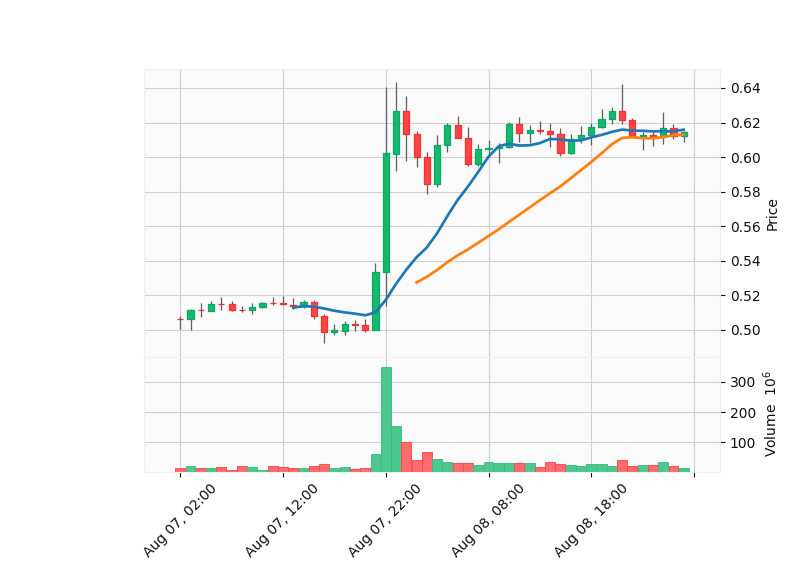 0.64
0.62
0.60
0.58
0.56
0.54
0.52
0.50
Price
300
200
100
Volume 10⁶
Aug 07, 02:00
Aug 07, 12:00
Aug 07, 22:00
Aug 08, 08:00
Aug 08, 18:00